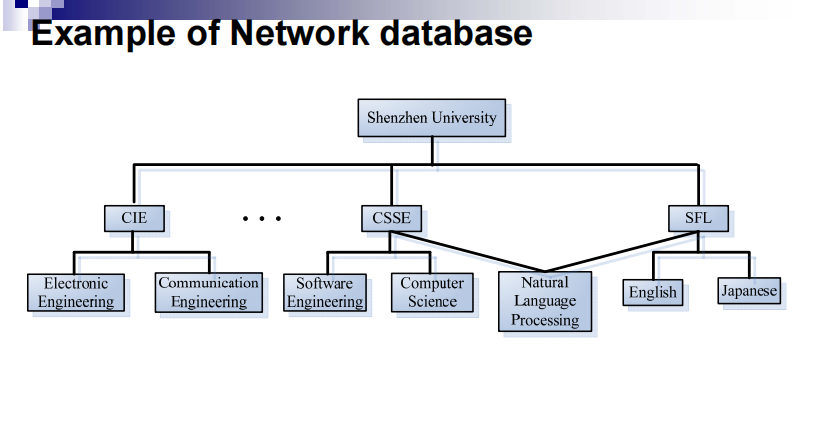 Example of Network database
Shenzhen University
CIE
. . .
CSSE
SFL
Electronic
Engineering
Communication
Engineering
Software
Engineering
Computer
Science
Natural
Language
Processing
English
Japanese